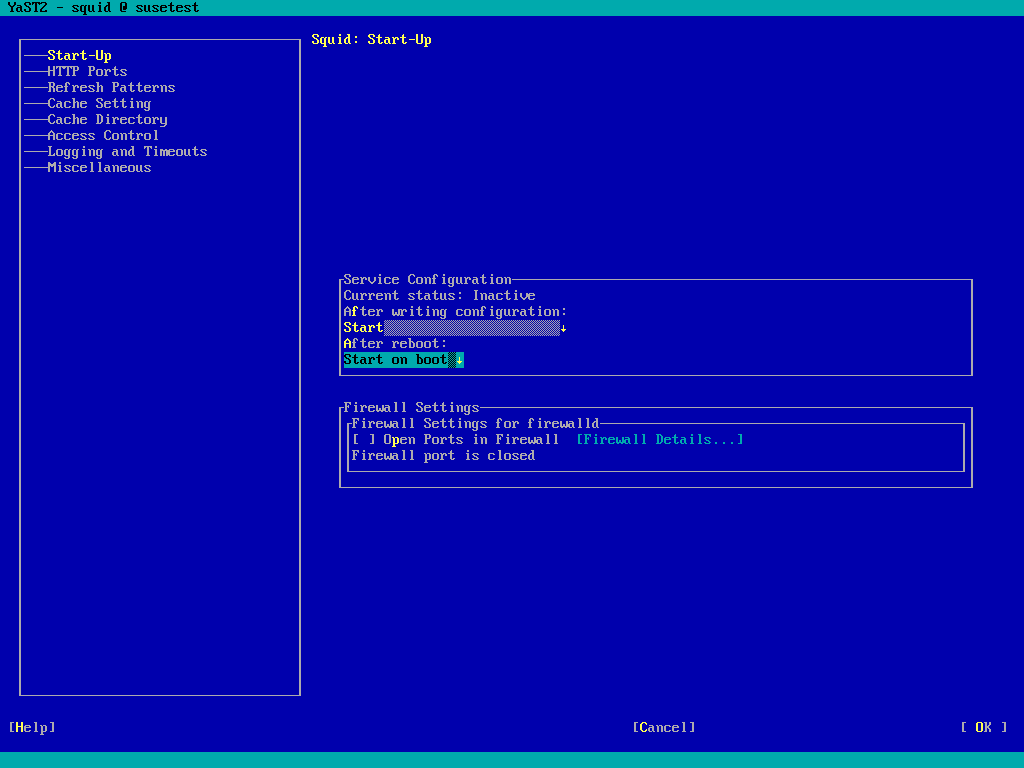 YaST2 - squid @ susetest
Start-Up
HTTP Ports
Refresh Patterns
Cache Setting
Cache Directory
Access Control
Logging and Timeouts
Miscellaneous
Squid: Start-Up
Service Configuration
Current status: Inactive
After writing configuration:
Start
After reboot:
Start on boot
Firewall Settings
Firewall Settings for firewalld
[ ] Open Ports in Firewall [Firewall Details...]
Firewall port is closed
[Help] [Cancel] [ OK ]